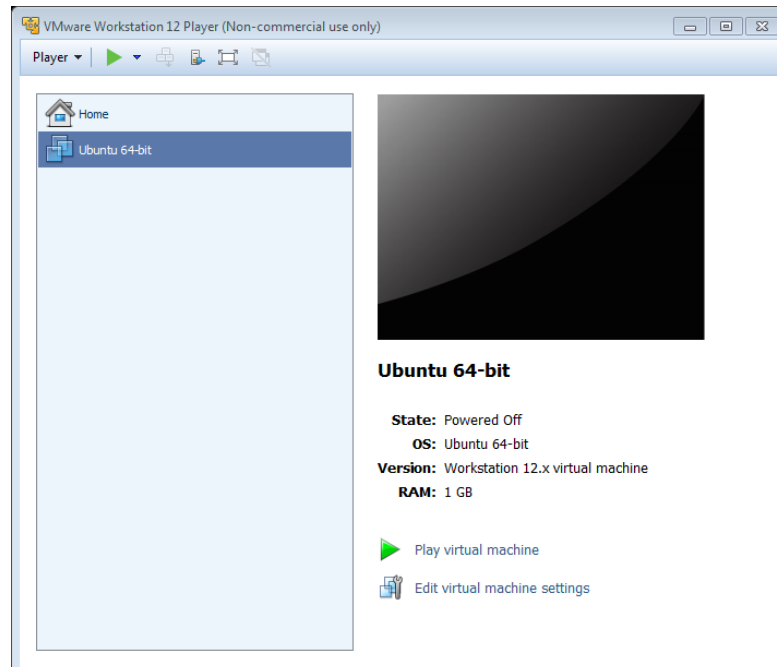 VMware Workstation 12 Player (Non-commercial use only)
Player
Home
Ubuntu 64-bit
Ubuntu 64-bit
State: Powered Off
OS: Ubuntu 64-bit
Version: Workstation 12.x virtual machine
RAM: 1 GB
Play virtual machine
Edit virtual machine settings